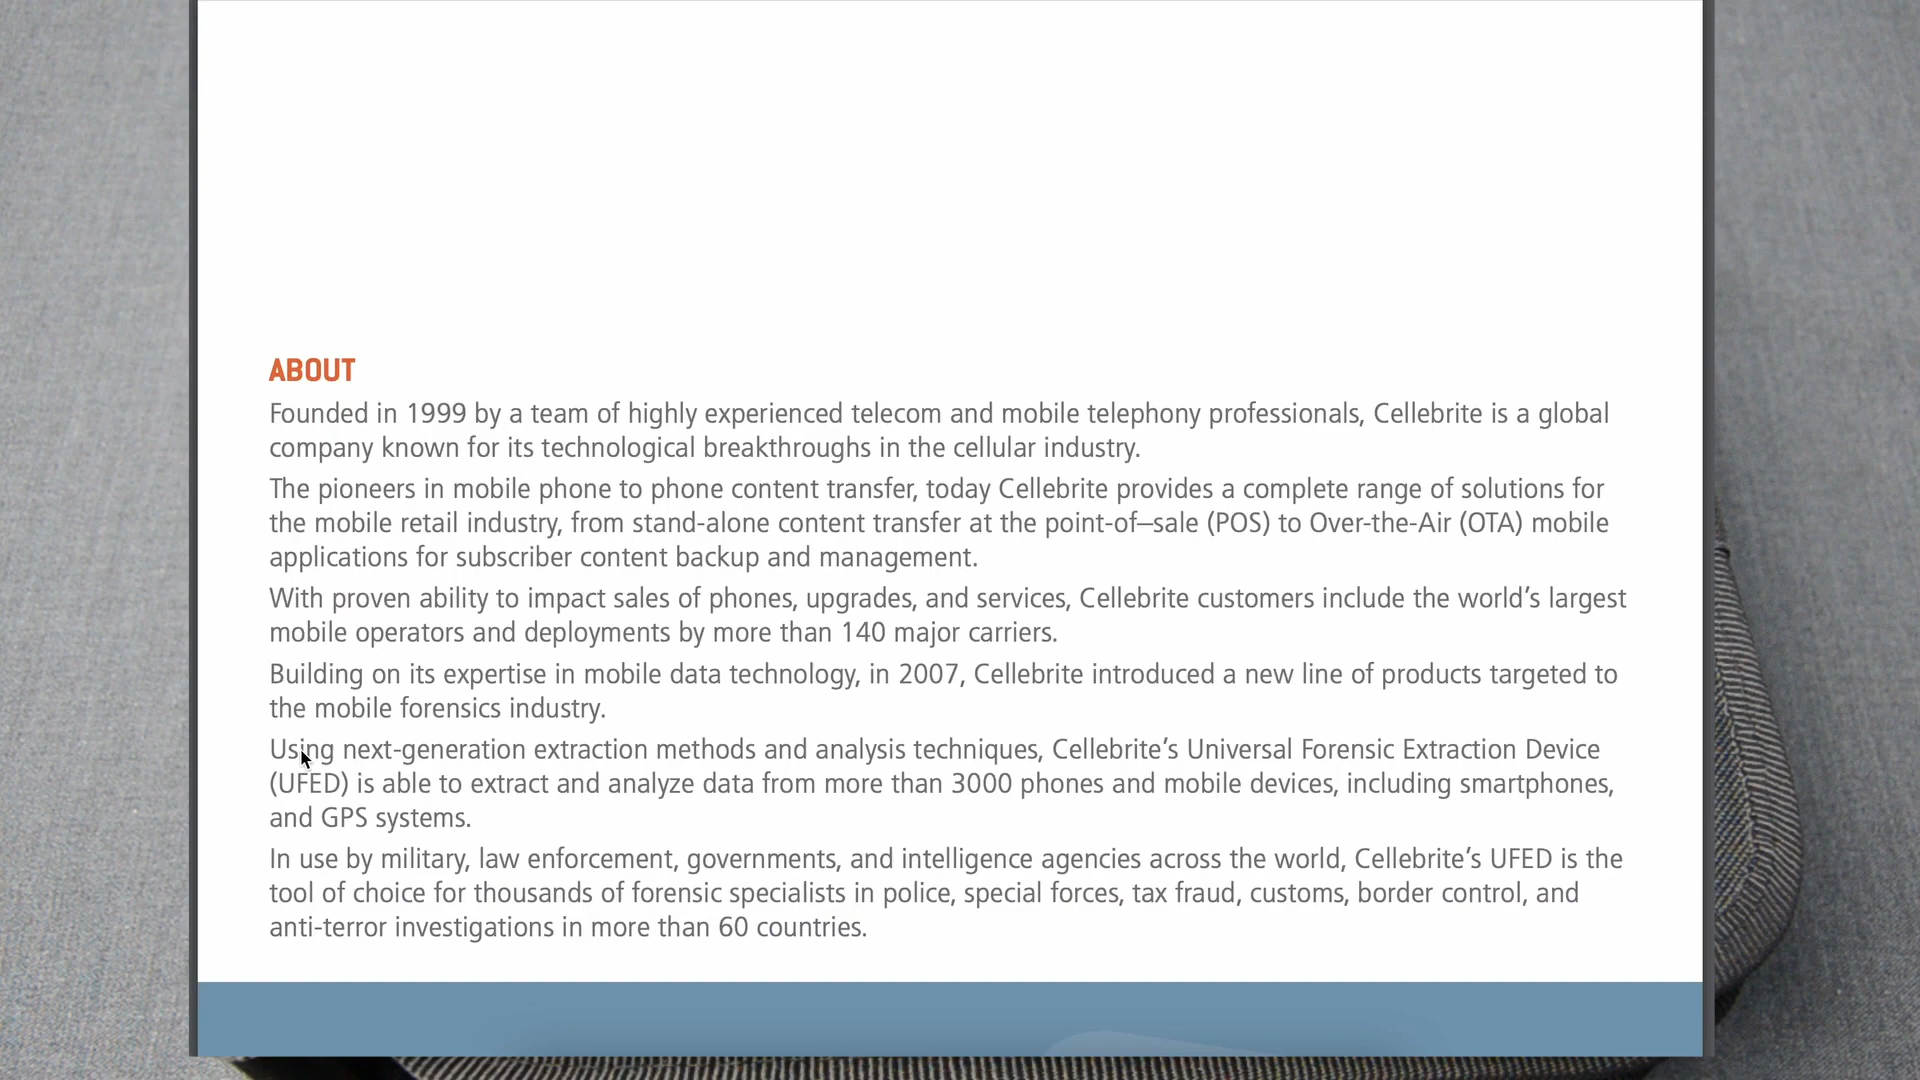 ABOUT
Founded in 1999 by a team of highly experienced telecom and mobile telephony professionals, Cellebrite is a global
company known for its technological breakthroughs in the cellular industry.
The pioneers in mobile phone to phone content transfer, today Cellebrite provides a complete range of solutions for
the mobile retail industry, from stand-alone content transfer at the point-of–sale (POS) to Over-the-Air (OTA) mobile
applications for subscriber content backup and management.
With proven ability to impact sales of phones, upgrades, and services, Cellebrite customers include the world’s largest
mobile operators and deployments by more than 140 major carriers.
Building on its expertise in mobile data technology, in 2007, Cellebrite introduced a new line of products targeted to
the mobile forensics industry.
Using next-generation extraction methods and analysis techniques, Cellebrite’s Universal Forensic Extraction Device
(UFED) is able to extract and analyze data from more than 3000 phones and mobile devices, including smartphones,
and GPS systems.
In use by military, law enforcement, governments, and intelligence agencies across the world, Cellebrite’s UFED is the
tool of choice for thousands of forensic specialists in police, special forces, tax fraud, customs, border control, and
anti-terror investigations in more than 60 countries.